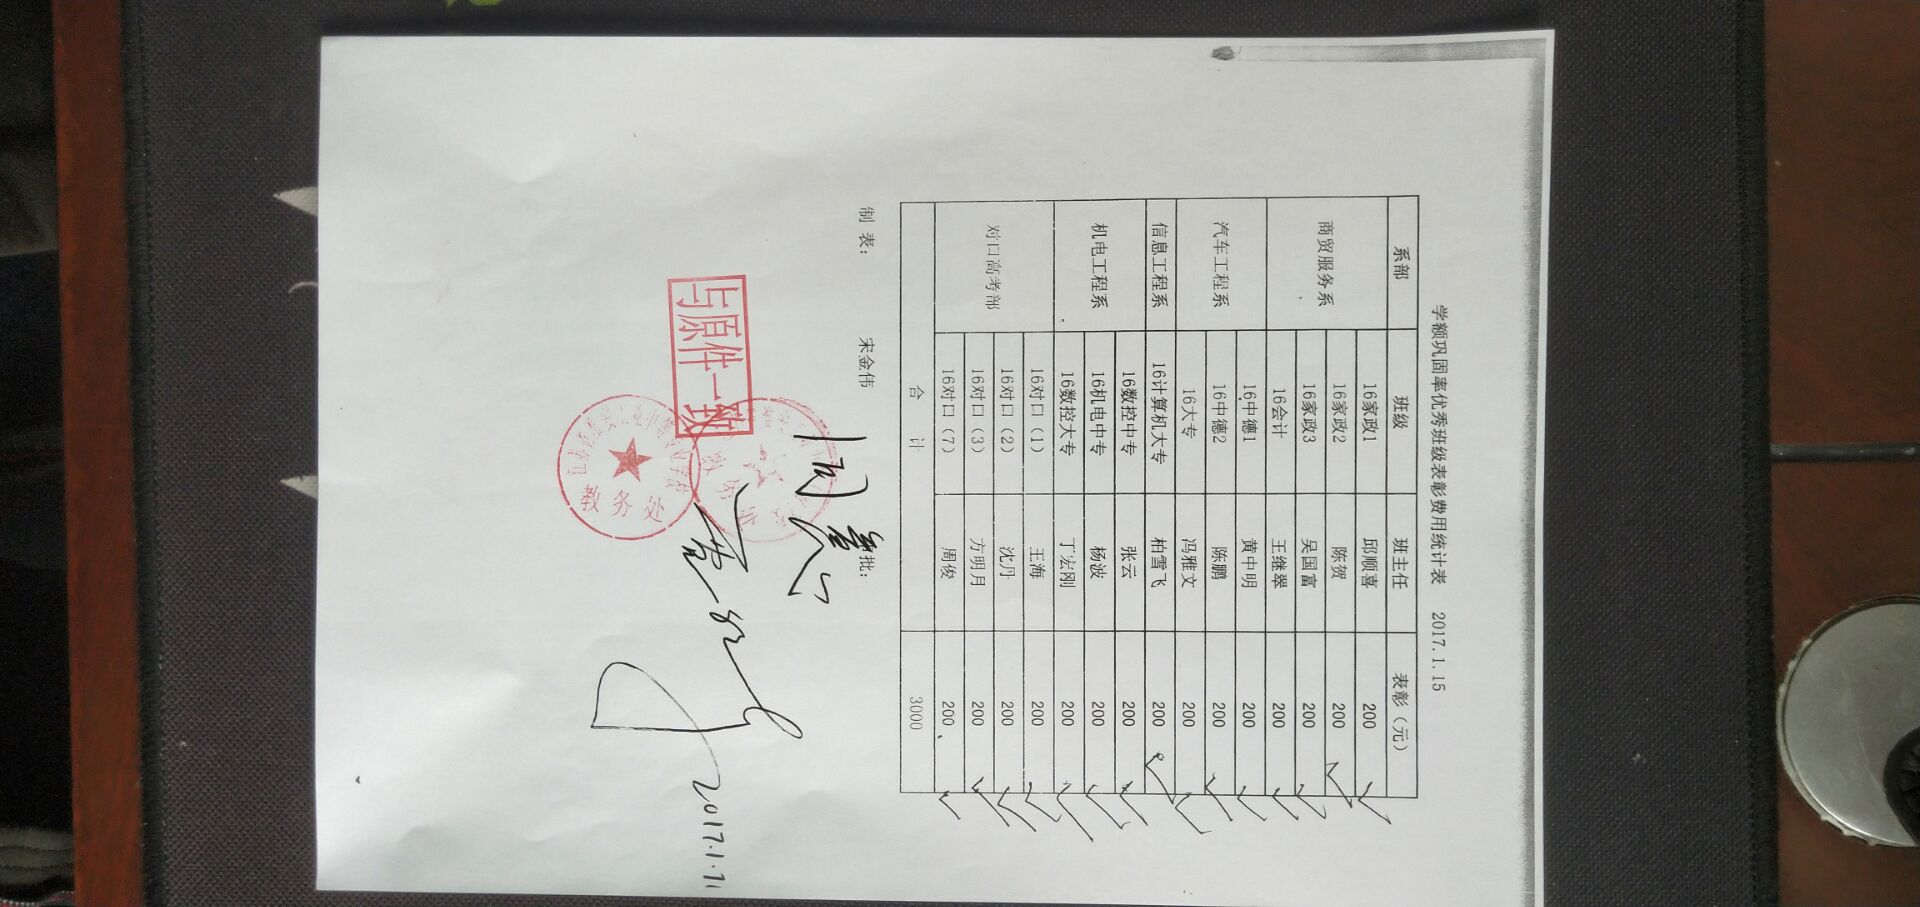 学额巩固率优秀班级表彰费用统计表 2017.1.15
系部 班级 班主任 表彰（元）
商贸服务系 16家政1 邱顺喜 200
16家政2 陈贺 200
16家政3 吴国富 200
16会计 王继翠 200
汽车工程系 16中德1 黄中明 200
16中德2 陈鹏 200
16大专 冯雅文 200
信息工程系 16计算机大专 柏雪飞 200
机电工程系 16数控中专 张云 200
16机电中专 杨波 200
16数控大专 丁宏刚 200
对口高考部 16对口（1） 王海 200
16对口（2） 沈丹 200
16对口（3） 方明月 200
16对口（7） 周俊 200
合 计 3000
制 表： 宋金伟 审批：
与原件一致
教务处
2017.1.